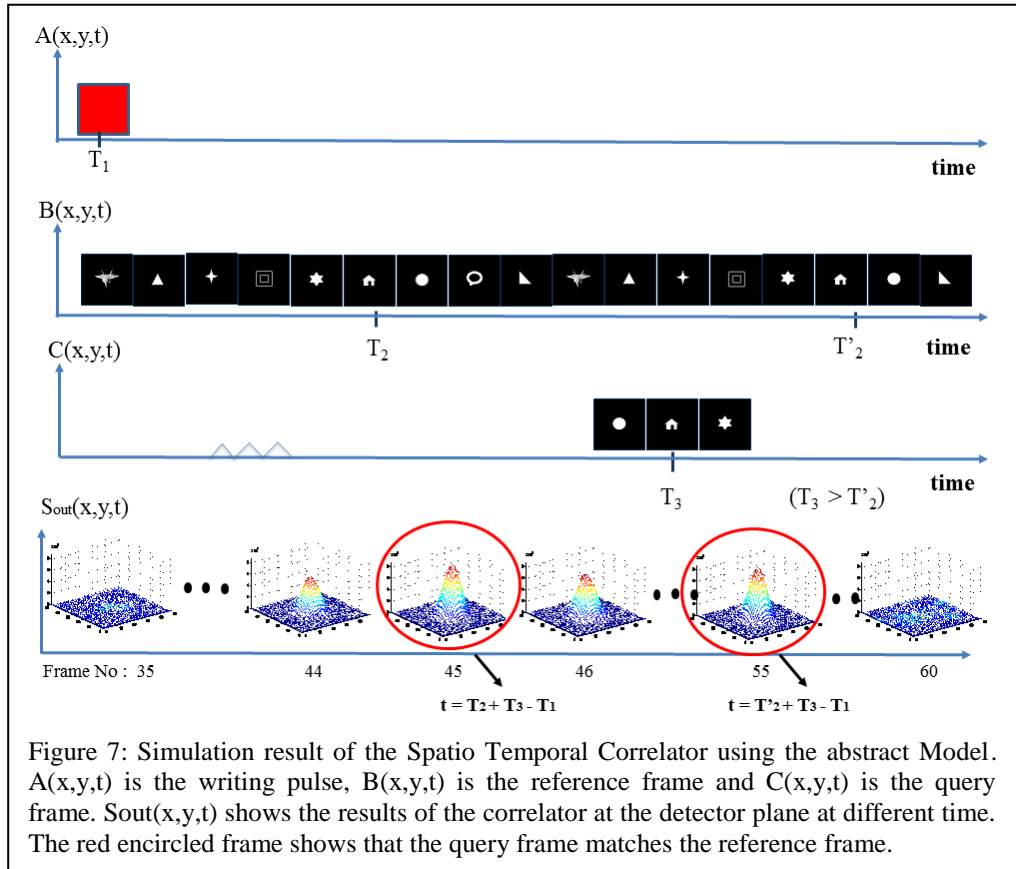 A(x,y,t)
T1
time
B(x,y,t)
T2
T’2
time
C(x,y,t)
T3
(T3 > T’2)
time
Sout(x,y,t)
Frame No : 35
44
45
46
55
60
t = T2 + T3 - T1
t = T’2 + T3 - T1
Figure 7: Simulation result of the Spatio Temporal Correlator using the abstract Model.
A(x,y,t) is the writing pulse, B(x,y,t) is the reference frame and C(x,y,t) is the query
frame. Sout(x,y,t) shows the results of the correlator at the detector plane at different time.
The red encircled frame shows that the query frame matches the reference frame.